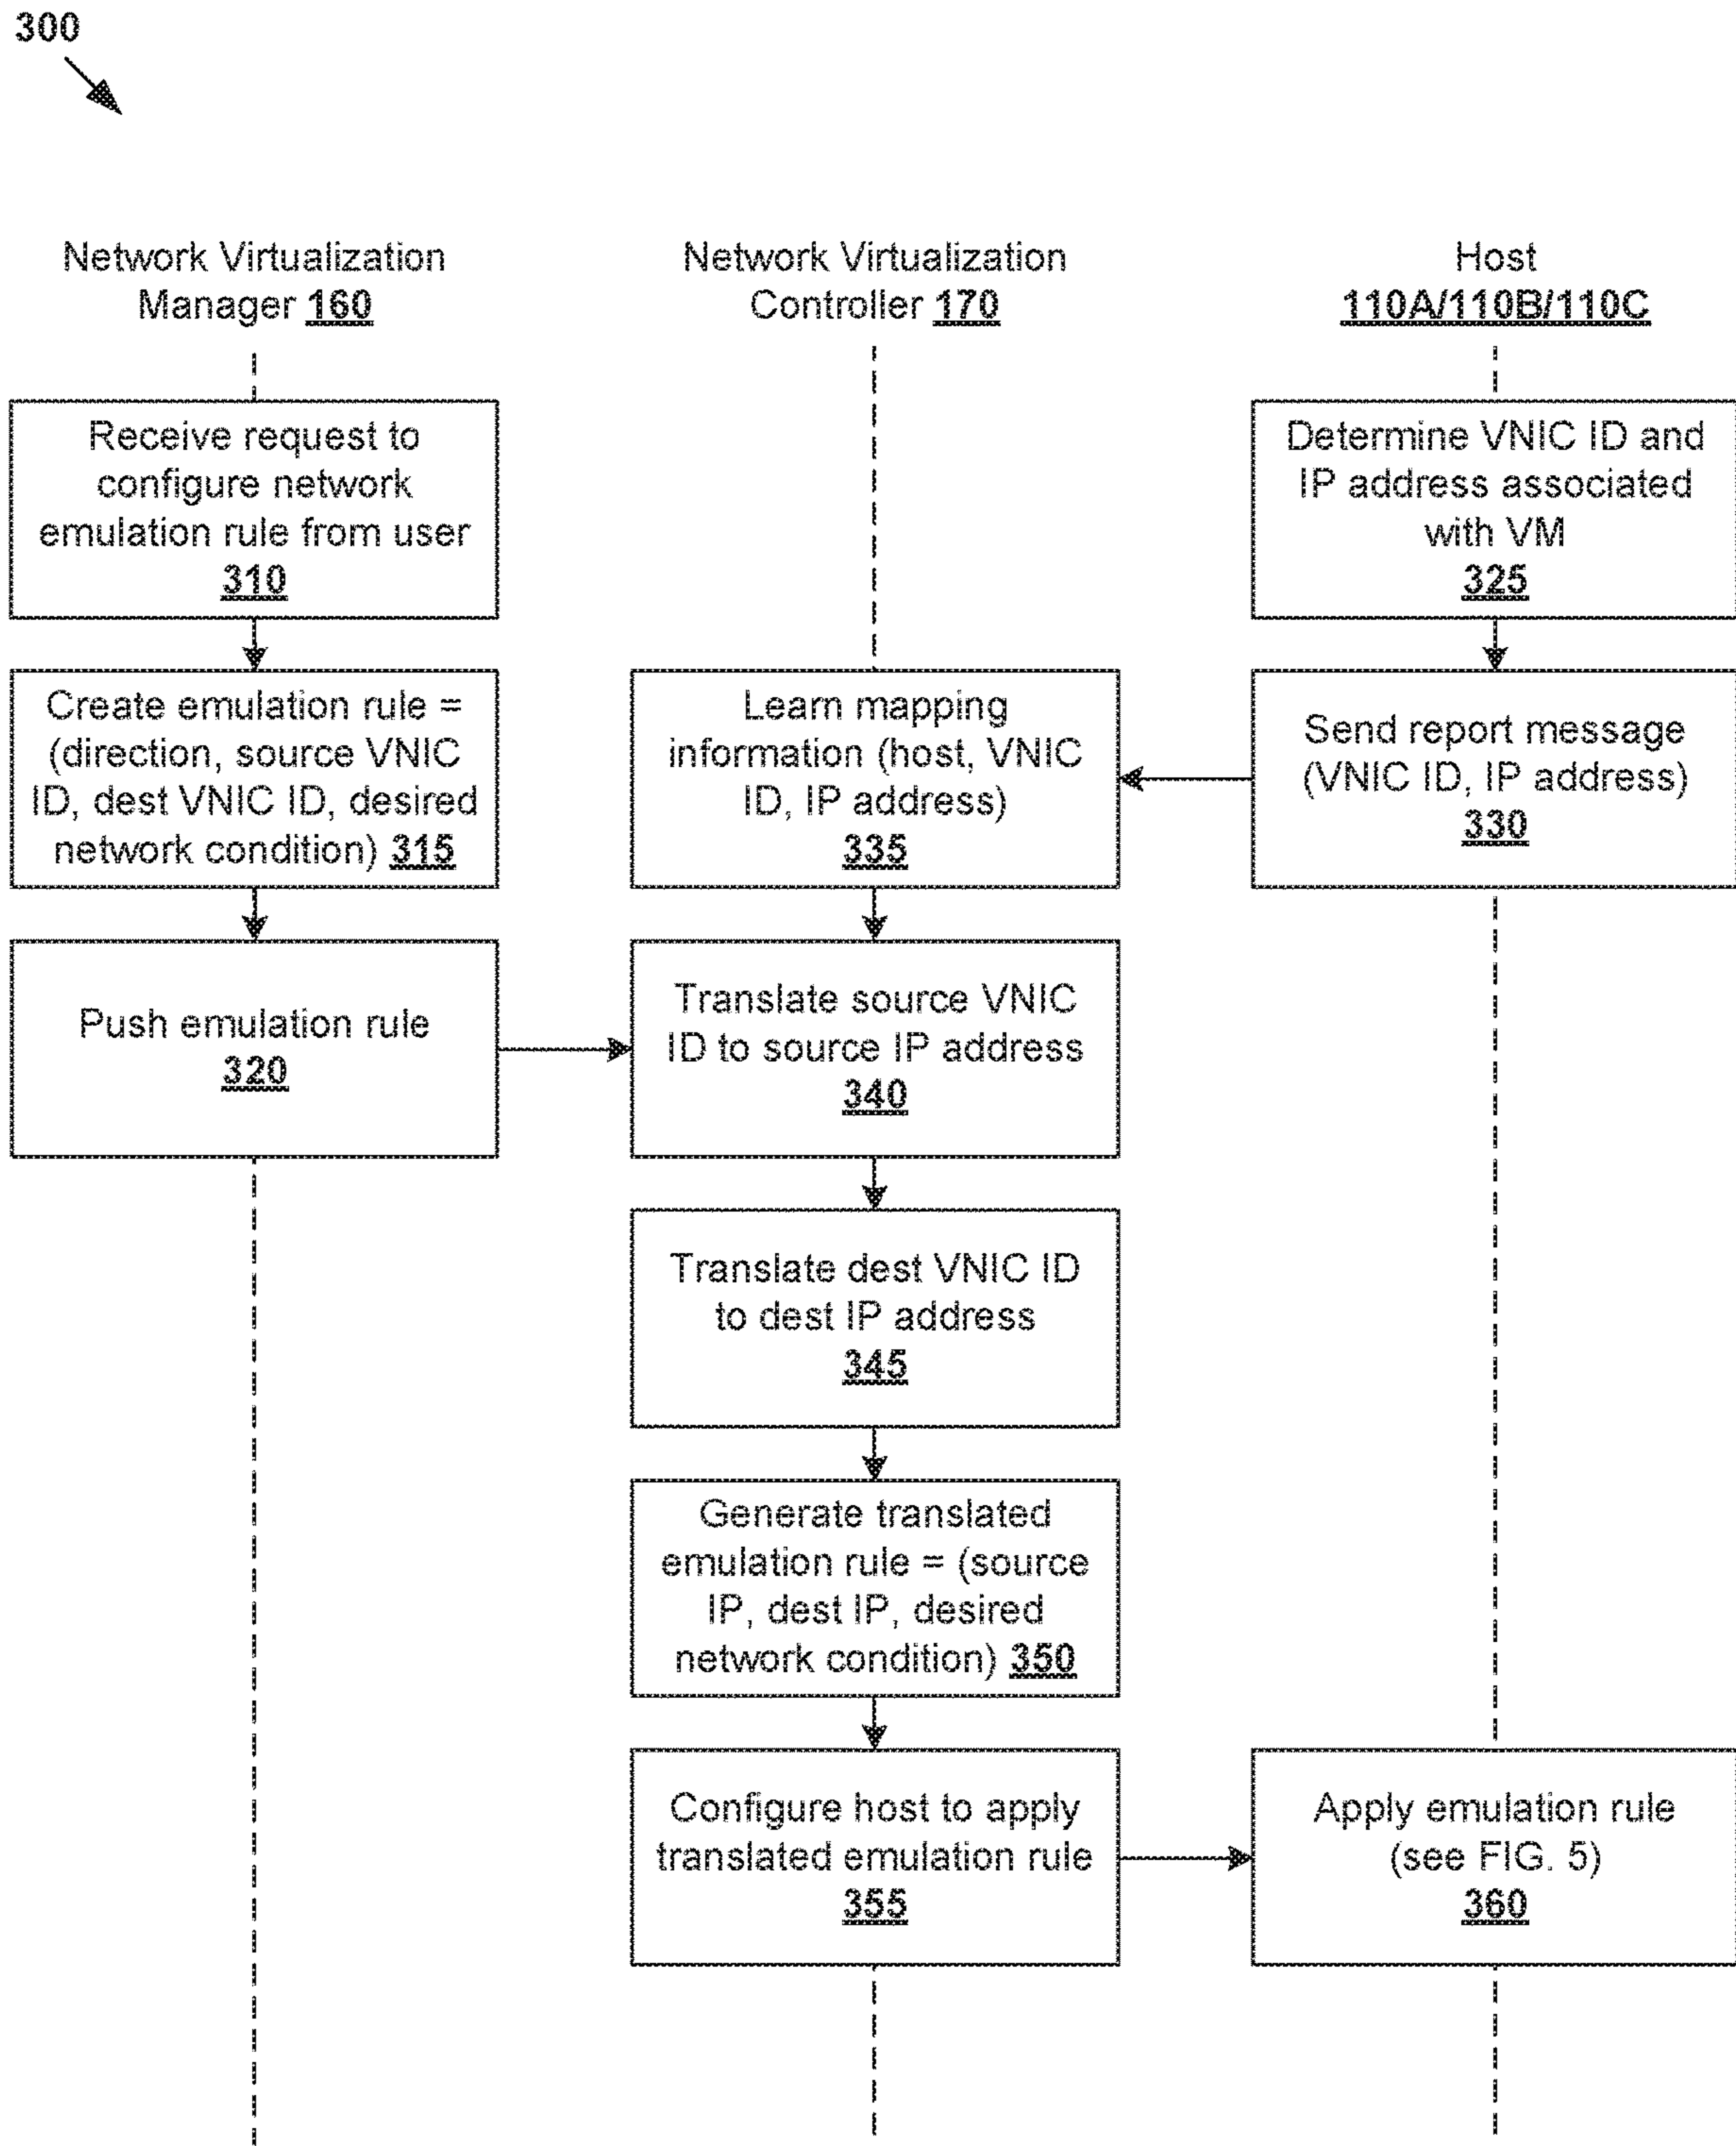 300
Network Virtualization
Manager 160
Network Virtualization
Controller 170
Host
110A/110B/110C
Receive request to
configure network
emulation rule from user
310
Determine VNIC ID and
IP address associated
with VM
325
Create emulation rule =
(direction, source VNIC
ID, dest VNIC ID, desired
network condition) 315
Learn mapping
information (host, VNIC
ID, IP address)
335
Send report message
(VNIC ID, IP address)
330
Push emulation rule
320
Translate source VNIC
ID to source IP address
340
Translate dest VNIC ID
to dest IP address
345
Generate translated
emulation rule = (source
IP, dest IP, desired
network condition) 350
Configure host to apply
translated emulation rule
355
Apply emulation rule
(see FIG. 5)
360